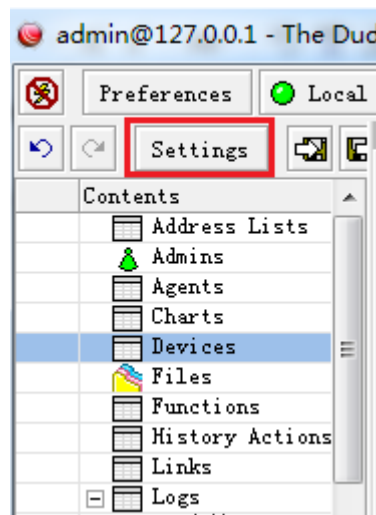 admin@127.0.0.1 - The Dud
Preferences Local
Settings
Contents
Address Lists
Admins
Agents
Charts
Devices
Files
Functions
History Actions
Links
Logs